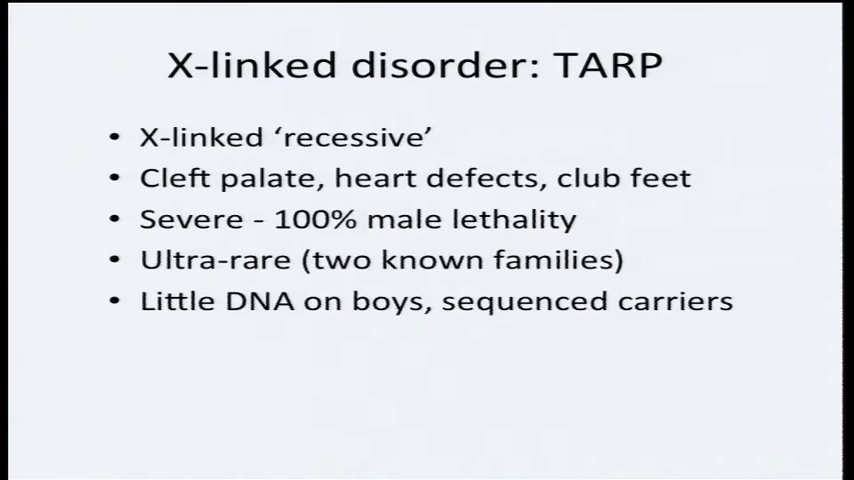 X-linked disorder: TARP
• X-linked ‘recessive’
• Cleft palate, heart defects, club feet
• Severe - 100% male lethality
• Ultra-rare (two known families)
• Little DNA on boys, sequenced carriers